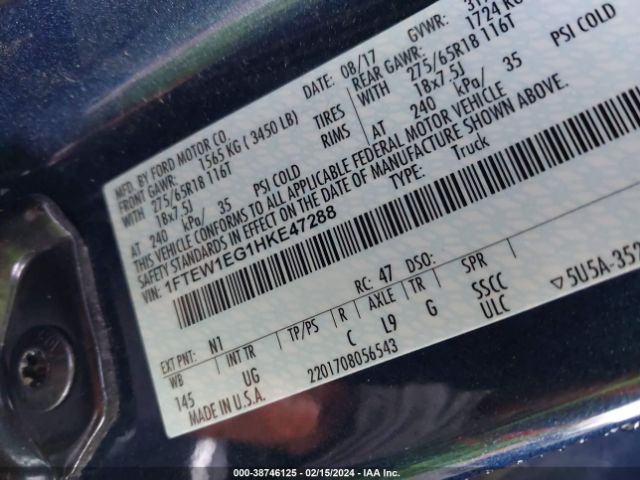 MFD. BY FORD MOTOR CO.
DATE: 08/17 GVWR:
FRONT GAWR: 1565 KG ( 3450 LB) REAR GAWR: 1724 KG
WITH 275/65R18 116T TIRES WITH 275/65R18 116T
18x7.5J RIMS 18x7.5J
AT 240 kPa/ 35 PSI COLD AT 240 kPa/ 35 PSI COLD
THIS VEHICLE CONFORMS TO ALL APPLICABLE FEDERAL MOTOR VEHICLE
SAFETY STANDARDS IN EFFECT ON THE DATE OF MANUFACTURE SHOWN ABOVE.
VIN: 1FTEW1EG1HKE47288 TYPE: Truck
EXT PNT: N1 RC: 47 DSO:
WB INT TR TP/PS R AXLE TR SPR
145 UG C L9 G SSCC
MADE IN U.S.A. 2201708056543 ULC
▽5U5A-352
000-38746125 - 02/15/2024 - IAA Inc.